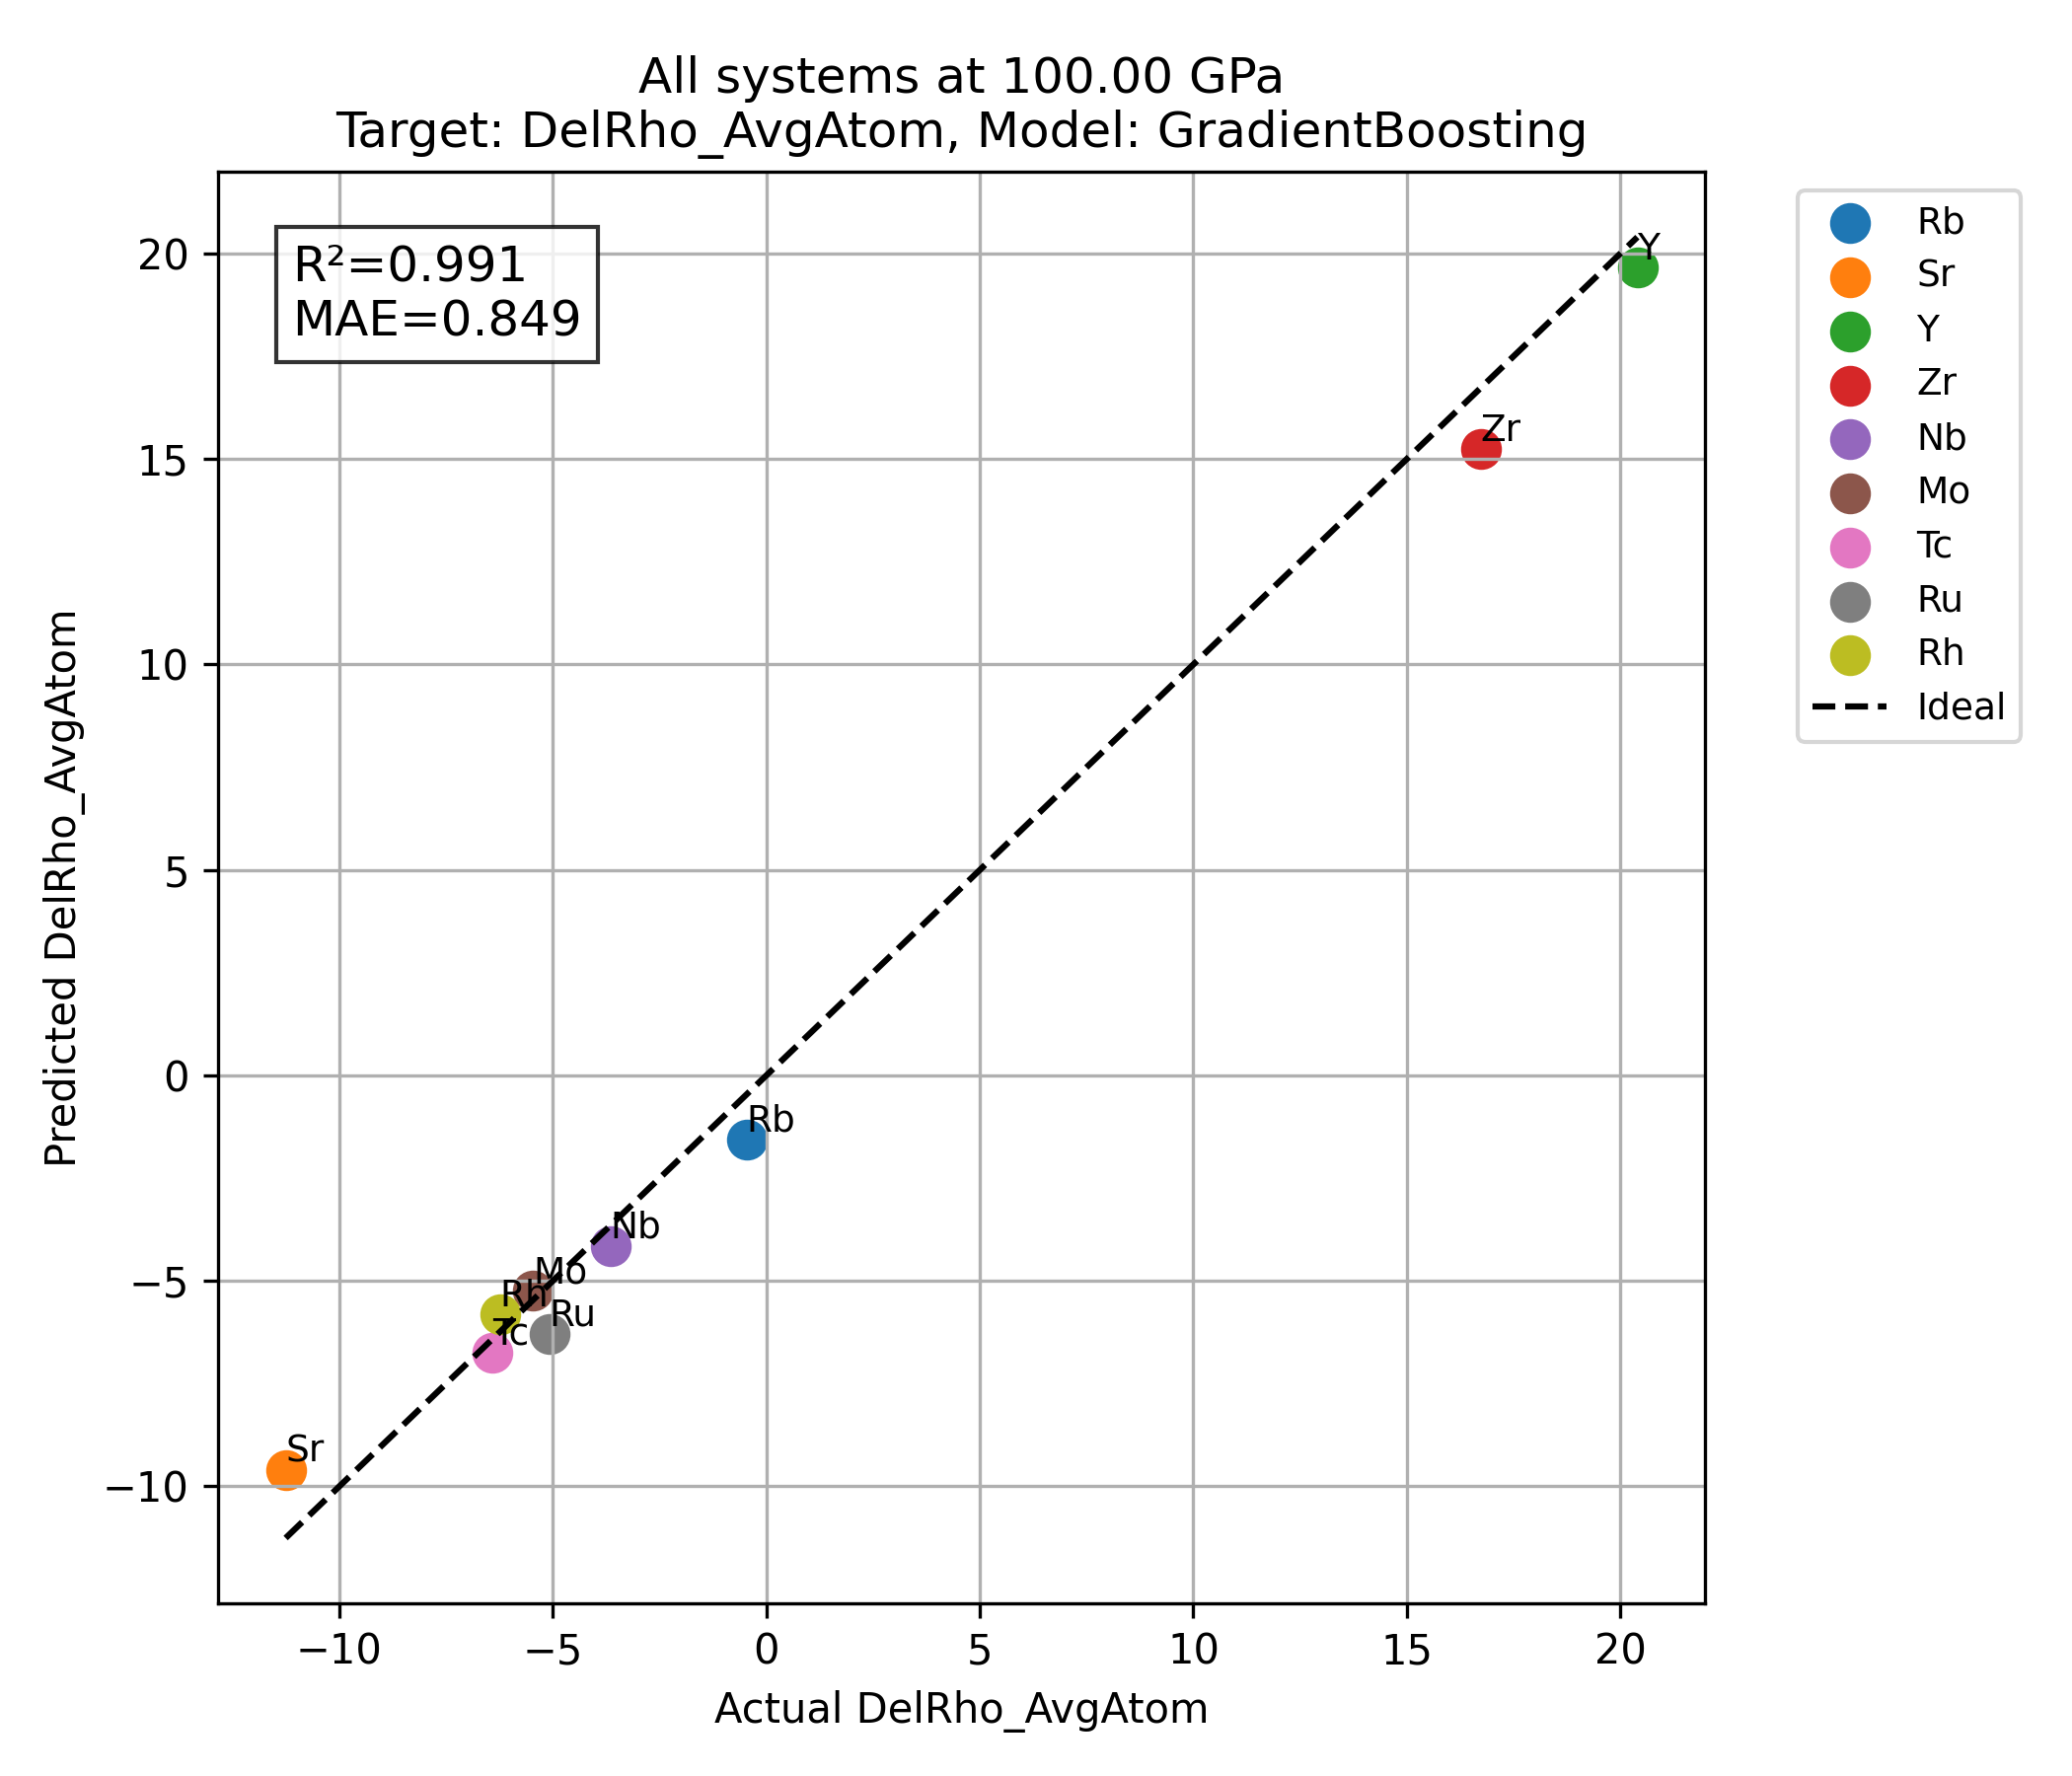 All systems at 100.00 GPa
Target: DelRho_AvgAtom, Model: GradientBoosting
R²=0.991
MAE=0.849
20
15
10
5
0
−5
−10
Predicted DelRho_AvgAtom
Y
Zr
Rb
Nb
Mo
Rh
Ru
Tc
Sr
−10
−5
0
5
10
15
20
Actual DelRho_AvgAtom
Rb
Sr
Y
Zr
Nb
Mo
Tc
Ru
Rh
Ideal